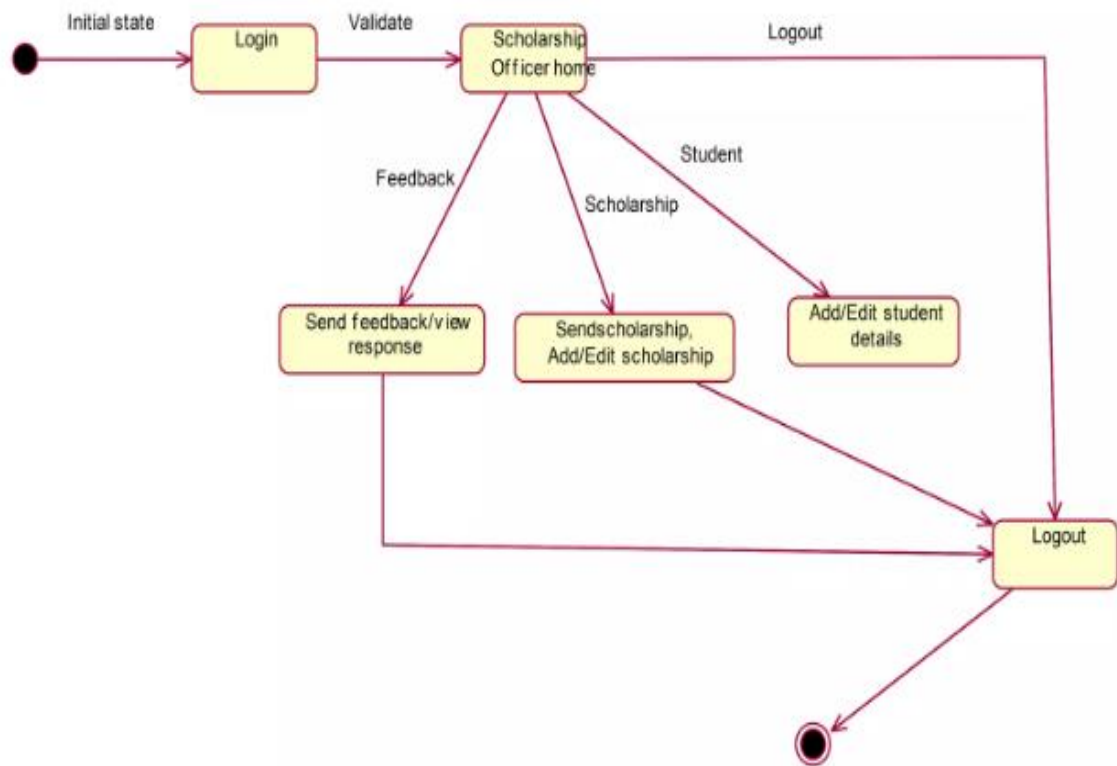 Initial state
Login
Validate
Scholarship
Officer home
Logout
Feedback
Scholarship
Student
Send feedback/view
response
Sendscholarship,
Add/Edit scholarship
Add/Edit student
details
Logout